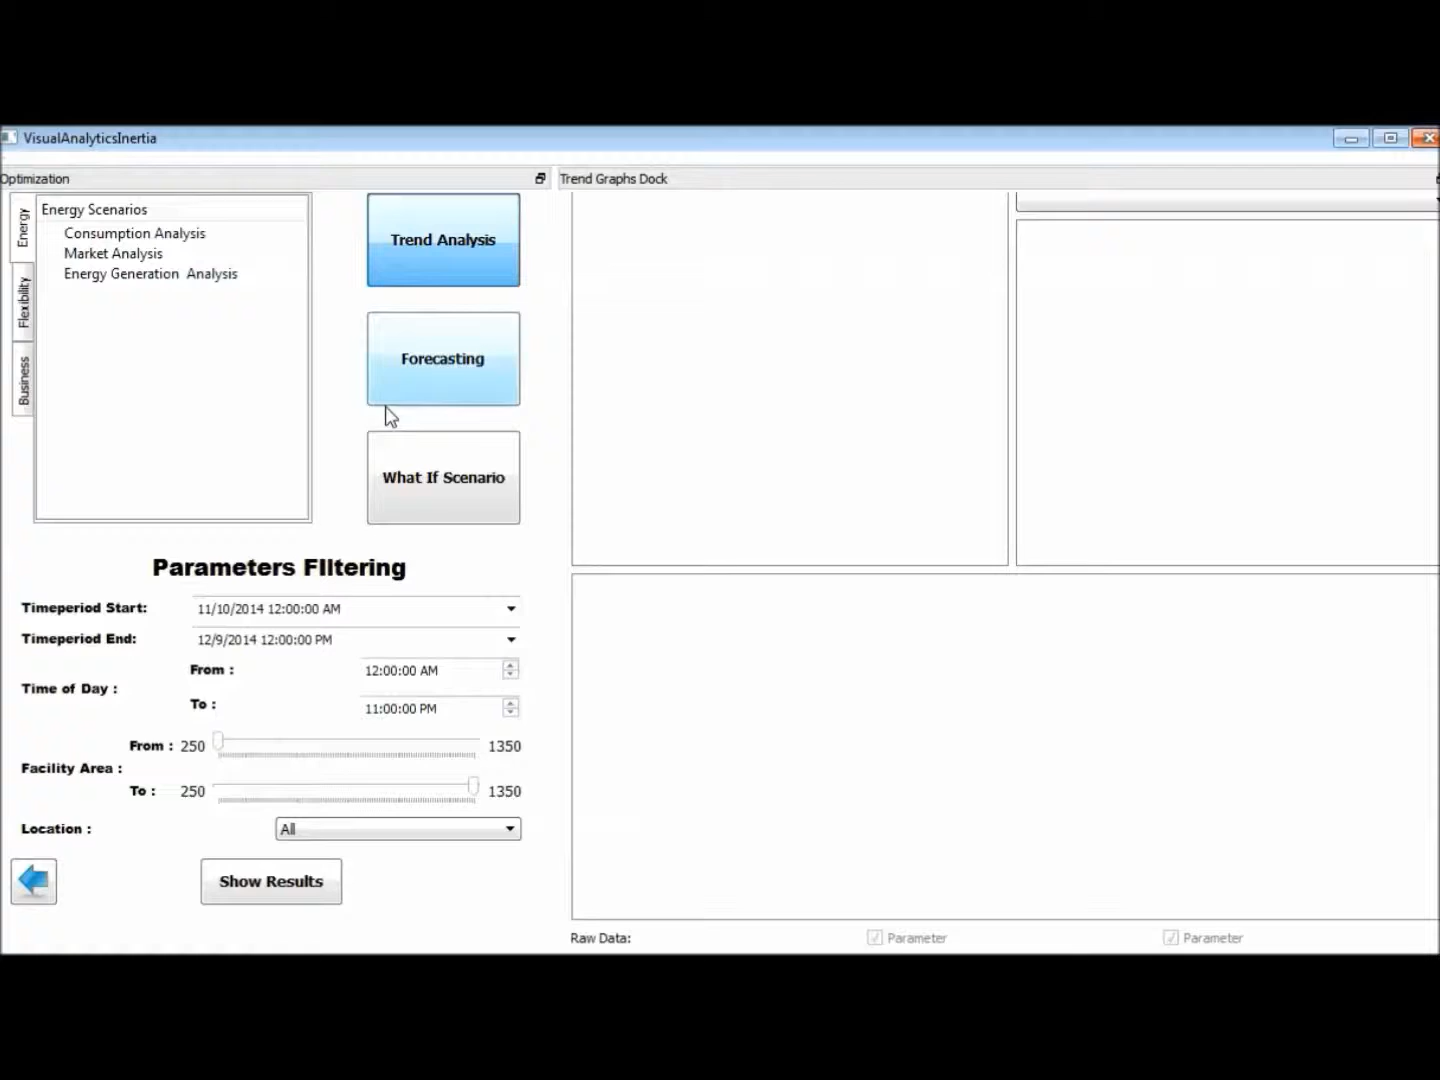 VisualAnalyticsInertia
Optimization
Trend Graphs Dock
Energy
Flexibility
Business
Energy Scenarios
Consumption Analysis
Market Analysis
Energy Generation Analysis
Trend Analysis
Forecasting
What If Scenario
Parameters FIltering
Timeperiod Start: 11/10/2014 12:00:00 AM
Timeperiod End: 12/9/2014 12:00:00 PM
Time of Day :
From : 12:00:00 AM
To : 11:00:00 PM
Facility Area :
From : 250 1350
To : 250 1350
Location : All
Show Results
Raw Data: Parameter Parameter